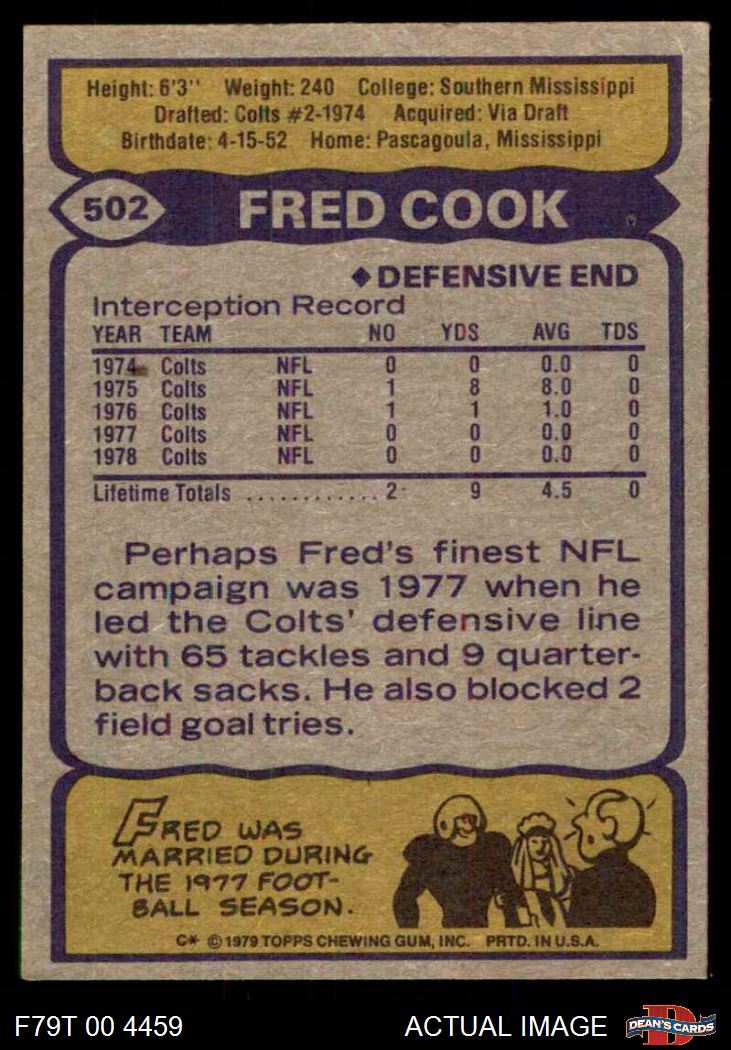 Height: 6'3'' Weight: 240 College: Southern Mississippi
Drafted: Colts #2-1974 Acquired: Via Draft
Birthdate: 4-15-52 Home: Pascagoula, Mississippi
502 FRED COOK
◆ DEFENSIVE END
Interception Record
YEAR TEAM NO YDS AVG TDS
1974 Colts NFL 0 0 0.0 0
1975 Colts NFL 1 8 8.0 0
1976 Colts NFL 1 1 1.0 0
1977 Colts NFL 0 0 0.0 0
1978 Colts NFL 0 0 0.0 0
Lifetime Totals ............ 2 9 4.5 0
Perhaps Fred's finest NFL
campaign was 1977 when he
led the Colts' defensive line
with 65 tackles and 9 quarter-
back sacks. He also blocked 2
field goal tries.
FRED WAS
MARRIED DURING
THE 1977 FOOT-
BALL SEASON.
C* © 1979 TOPPS CHEWING GUM, INC. PRTD. IN U.S.A.
F79T 00 4459 ACTUAL IMAGE D DEAN'S CARDS